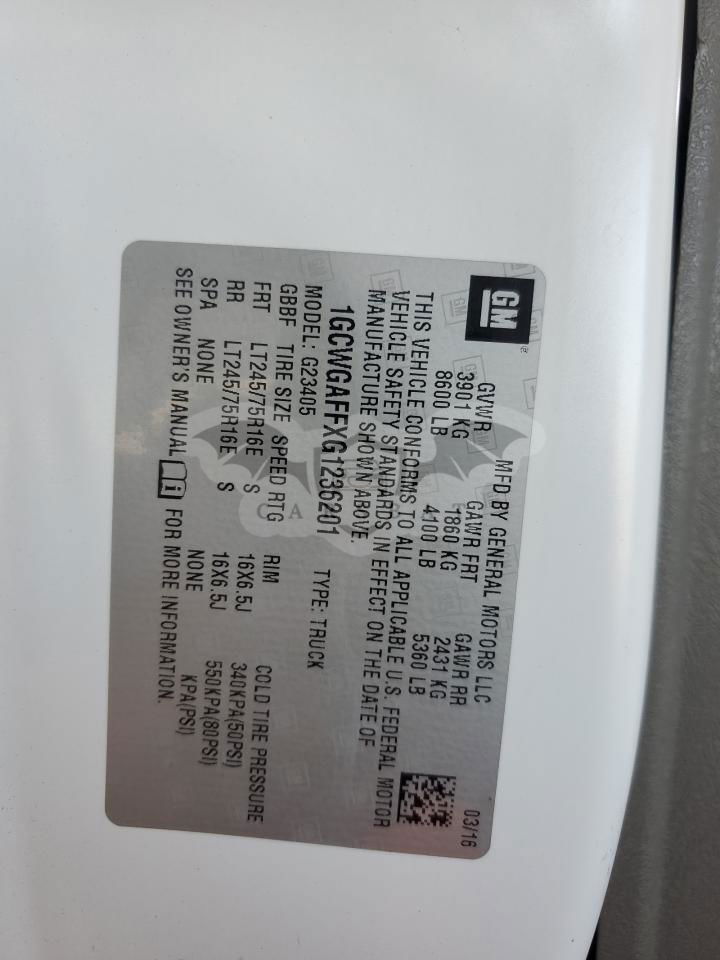 GM
MFD BY GENERAL MOTORS LLC 03/16
GVWR GAWR FRT GAWR RR
3901 KG 1860 KG 2431 KG
8600 LB 4100 LB 5360 LB
THIS VEHICLE CONFORMS TO ALL APPLICABLE U.S. FEDERAL MOTOR
VEHICLE SAFETY STANDARDS IN EFFECT ON THE DATE OF
MANUFACTURE SHOWN ABOVE.
1GCWGAFFXG1236201 TYPE: TRUCK
MODEL: G23405
GBBF TIRE SIZE SPEED RTG RIM COLD TIRE PRESSURE
FRT LT245/75R16E S 16X6.5J 340KPA(50PSI)
RR LT245/75R16E S 16X6.5J 550KPA(80PSI)
SPA NONE NONE KPA(PSI)
SEE OWNER'S MANUAL i FOR MORE INFORMATION.